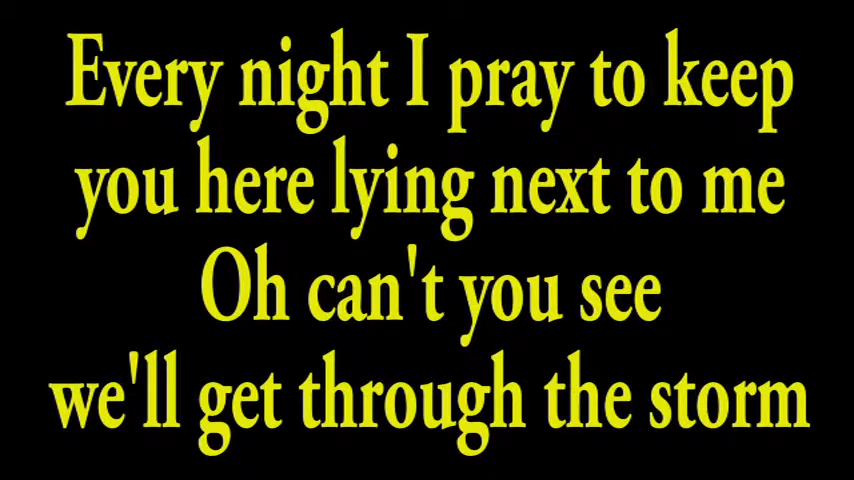 Every night I pray to keep
you here lying next to me
Oh can't you see
we'll get through the storm